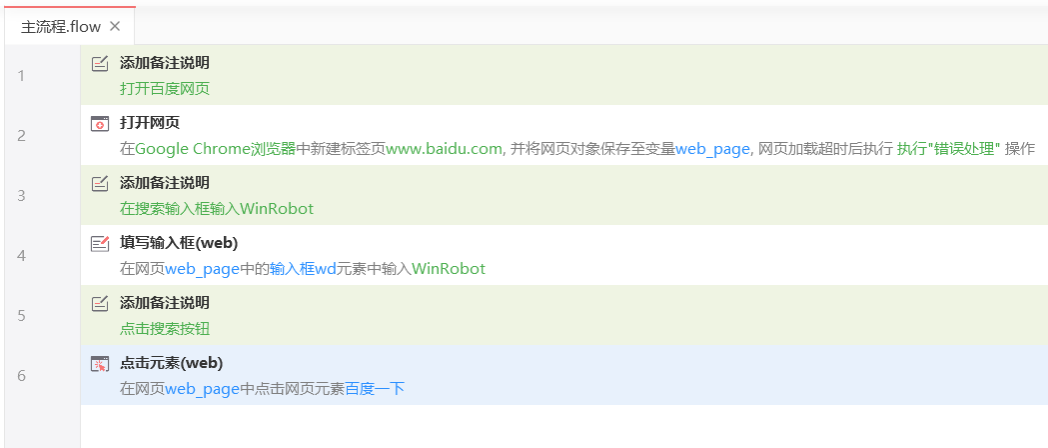 主流程.flow
1
添加备注说明
打开百度网页
2
打开网页
在Google Chrome浏览器中新建标签页www.baidu.com, 并将网页对象保存至变量web_page, 网页加载超时后执行 执行"错误处理" 操作
3
添加备注说明
在搜索输入框输入WinRobot
4
填写输入框(web)
在网页web_page中的输入框wd元素中输入WinRobot
5
添加备注说明
点击搜索按钮
6
点击元素(web)
在网页web_page中点击网页元素百度一下